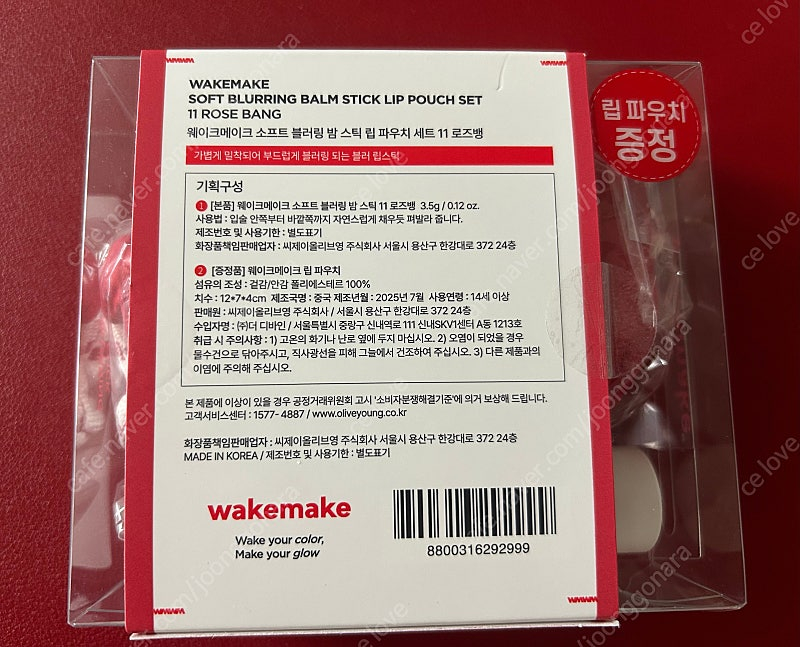 WAKEMAKE
SOFT BLURRING BALM STICK LIP POUCH SET
11 ROSE BANG
웨이크메이크 소프트 블러링 밤 스틱 립 파우치 세트 11 로즈뱅
가볍게 밀착되어 부드럽게 블러링 되는 블러 립스틱
립 파우치
증정
기획구성
1 [본품] 웨이크메이크 소프트 블러링 밤 스틱 11 로즈뱅 3.5g / 0.12 oz.
사용법 : 입술 안쪽부터 바깥쪽까지 자연스럽게 채우듯 펴발라 줍니다.
제조번호 및 사용기한 : 별도표기
화장품책임판매업자 : 씨제이올리브영 주식회사 서울시 용산구 한강대로 372 24층
2 [증정품] 웨이크메이크 립 파우치
섬유의 조성 : 겉감/안감 폴리에스테르 100%
치수 : 12*7*4cm 제조국명 : 중국 제조년월 : 2025년 7월 사용연령 : 14세 이상
판매원 : 씨제이올리브영 주식회사 / 서울시 용산구 한강대로 372 24층
수입자명 : (주)더 디바인 / 서울특별시 중랑구 신내역로 111 신내SKV1센터 A동 1213호
취급 시 주의사항 : 1) 고온의 화기나 난로 옆에 두지 마십시오. 2) 오염이 되었을 경우
물수건으로 닦아주시고, 직사광선을 피해 그늘에서 건조하여 주십시오. 3) 다른 제품과의
이염에 주의해 주십시오.
본 제품에 이상이 있을 경우 공정거래위원회 고시 '소비자분쟁해결기준'에 의거 보상해 드립니다.
고객서비스센터 : 1577- 4887 / www.oliveyoung.co.kr
화장품책임판매업자 : 씨제이올리브영 주식회사 서울시 용산구 한강대로 372 24층
MADE IN KOREA / 제조번호 및 사용기한 : 별도표기
wakemake
Wake your color,
Make your glow
8800316292999
cafe.naver.com/joonggonara
ce love